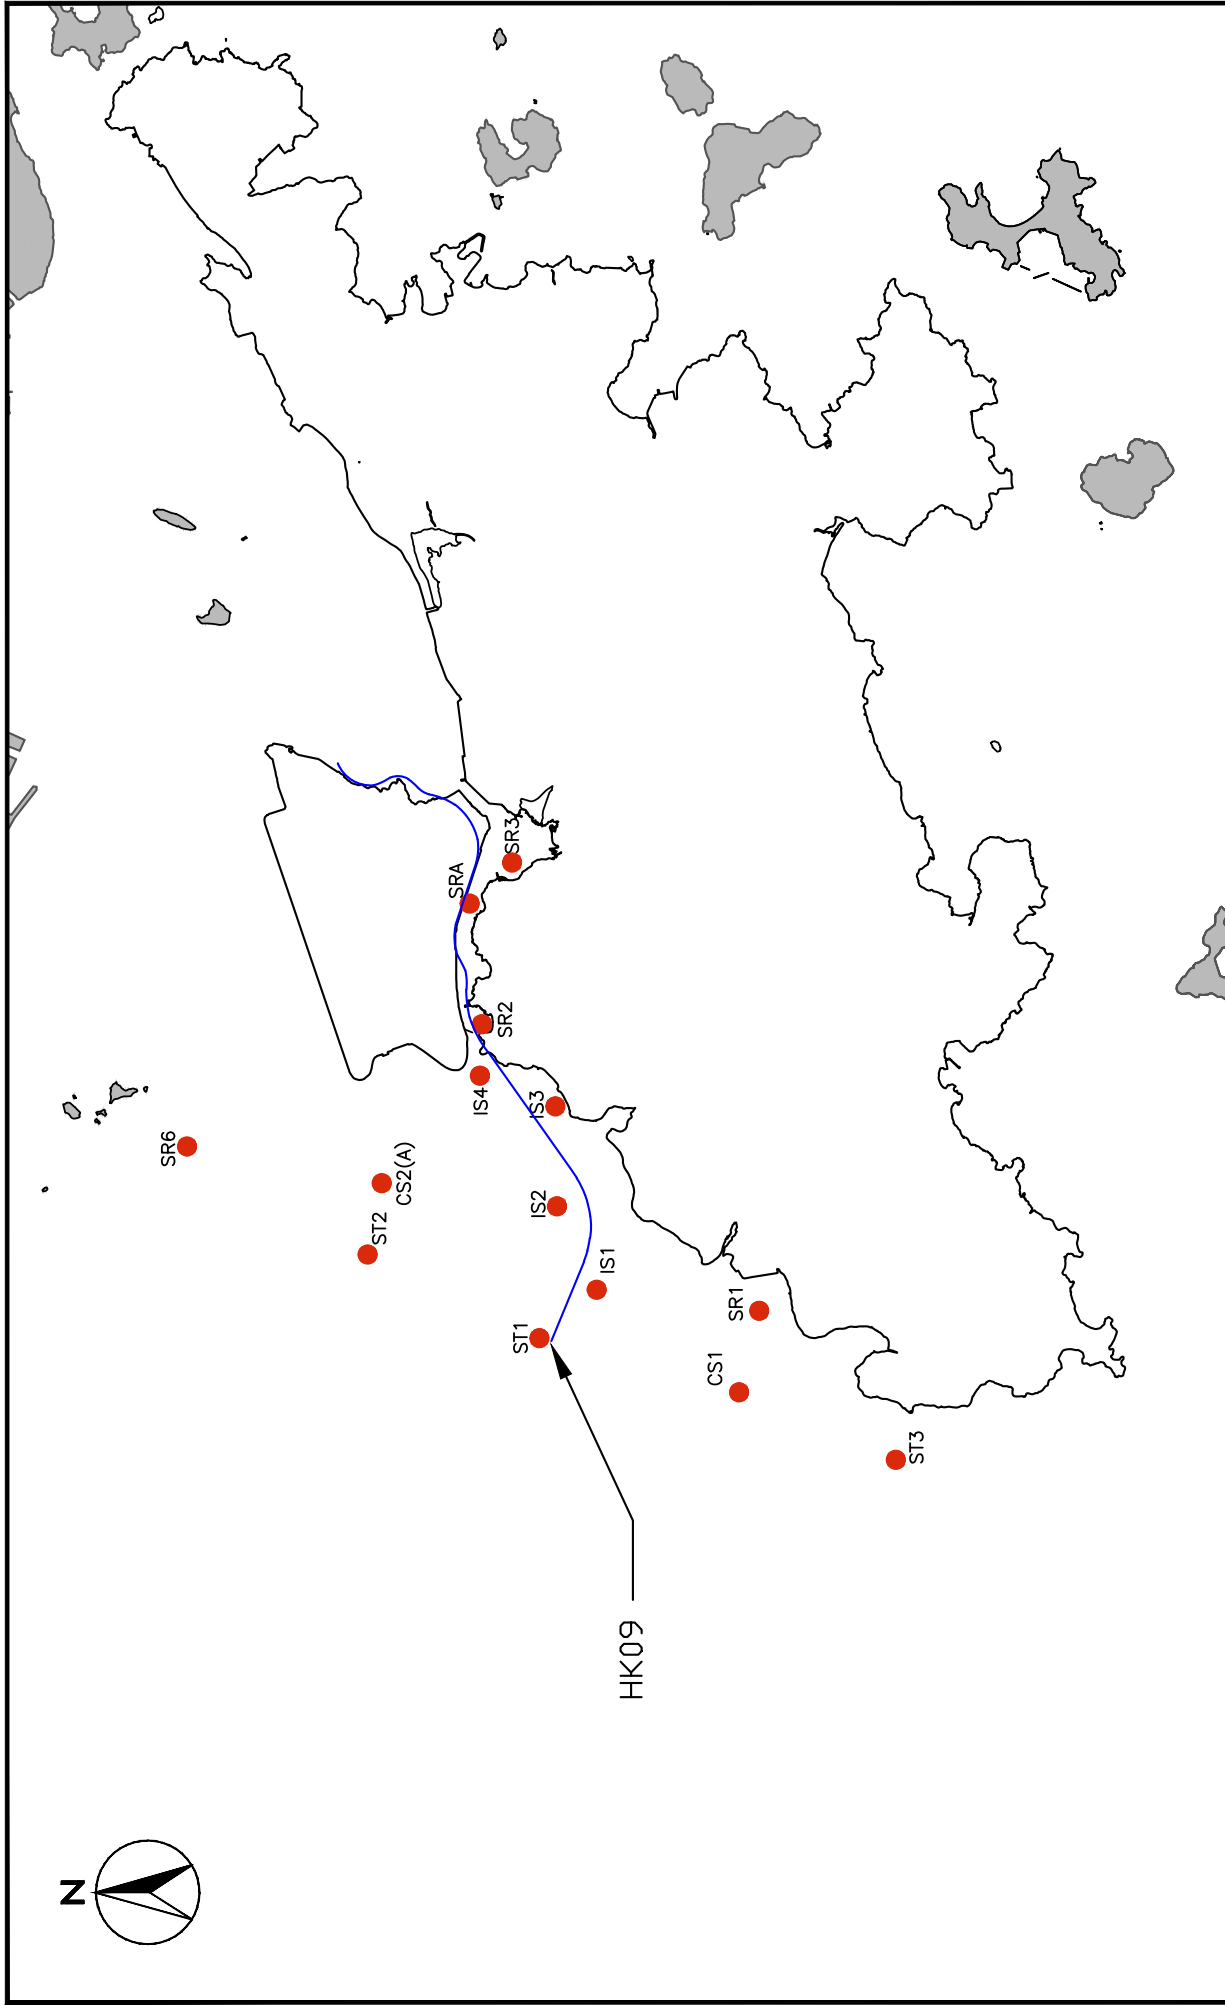 SR6
ST2
CS2(A)
SRA
SR3
SR2
IS4
IS3
IS2
IS1
ST1
SR1
CS1
ST3
HK09
N